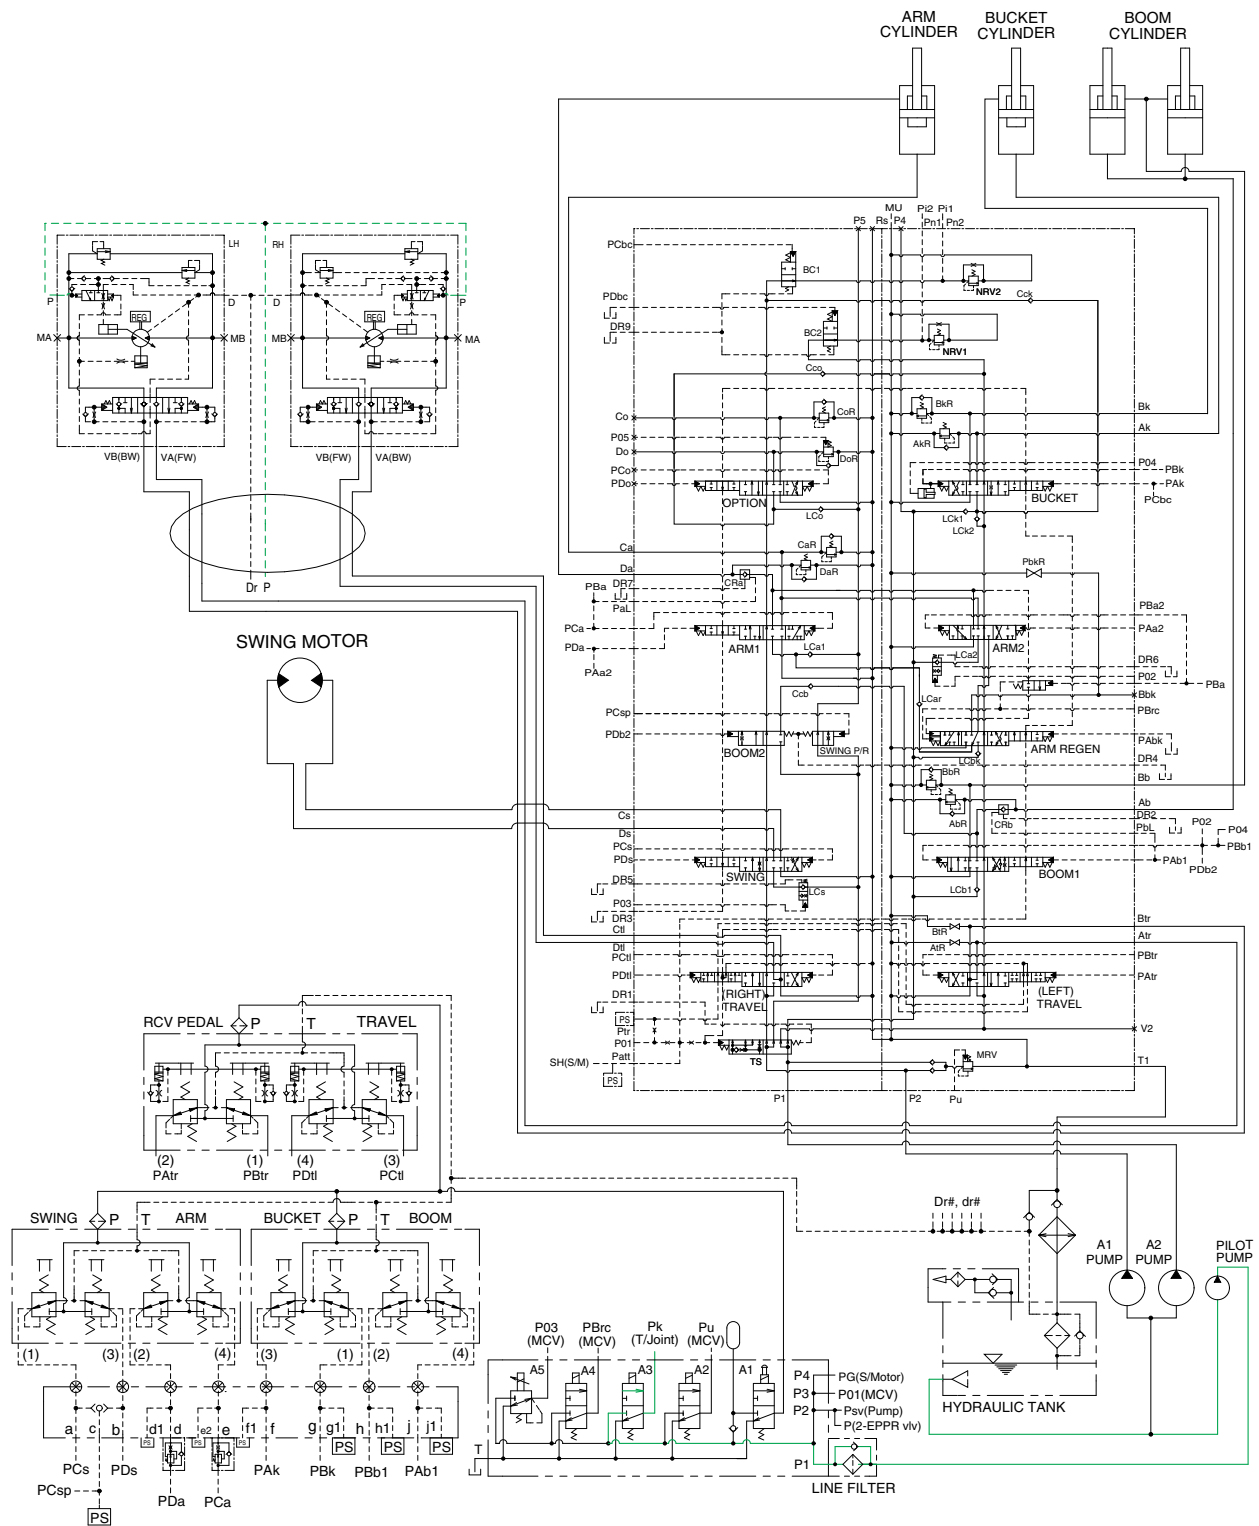 ARM
CYLINDER
BUCKET
CYLINDER
BOOM
CYLINDER
LH
RH
P
D
D
P
REG
REG
MA
MB
MB
MA
VB(BW)
VA(FW)
VB(FW)
VA(BW)
Dr P
SWING MOTOR
P5
Rs
MU
P4
Pi2
Pi1
Pn1
Pn2
PCbc
BC1
NRV2
Cck
PDbc
DR9
BC2
NRV1
Cco
Co
CoR
P05
Do
DoR
PCo
PDo
OPTION
LCo
BkR
Bk
Ak
AkR
P04
PBk
PAk
PCbc
BUCKET
LCk1
LCk2
Ca
CaR
Da
DaR
CRa
PBa
DR7
PaL
PCa
PDa
PAa2
ARM1
LCa1
PbkR
PBa2
PAa2
ARM2
LCa2
DR6
P02
PBa
Bbk
LCar
PBrc
Ccb
PCsp
PDb2
BOOM2
SWING P/R
ARM REGEN
PAbk
LCbk
DR4
BbR
Bb
Ab
AbR
CRb
DR2
PbL
P02
P04
PBb1
PAb1
PDb2
Cs
Ds
PCs
PDs
SWING
DR5
LCs
P03
DR3
BOOM1
LCb1
Ctl
Dtl
PCtl
PDtl
(RIGHT)
TRAVEL
DR1
PS
Ptr
P01
Patt
TS
SH(S/M)
PS
Btr
BtR
Atr
AtR
PBtr
PAtr
(LEFT)
TRAVEL
V2
MRV
T1
P1
P2
Pu
RCV PEDAL
P
T
TRAVEL
(2)
(1)
(4)
(3)
PAtr
PBtr
PDtl
PCtl
SWING
P
T
ARM
BUCKET
P
T
BOOM
(1)
(3)
(2)
(4)
(3)
(1)
(2)
(4)
a
c
b
d1
d
e2
e
f1
f
g
g1
h
h1
j
j1
PS
PS
PS
PS
PS
PS
PCs
PDs
PAk
PBk
PBb1
PAb1
PCsp
PDa
PCa
PS
P03
(MCV)
PBrc
(MCV)
Pk
(T/Joint)
Pu
(MCV)
A5
A4
A3
A2
A1
T
P4
PG(S/Motor)
P3
P01(MCV)
P2
Psv(Pump)
P(2-EPPR vlv)
P1
LINE FILTER
Dr#, dr#
HYDRAULIC TANK
A1
PUMP
A2
PUMP
PILOT
PUMP